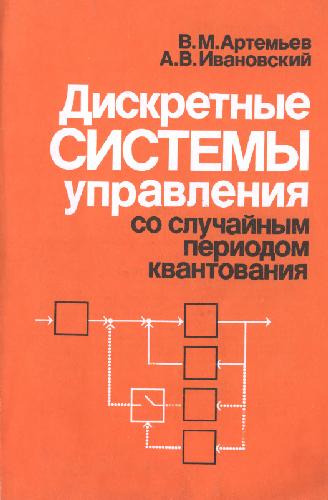 В.М.Артемьев
А.В.Ивановский
Дискретные
СИСТЕМЫ
управления
со случайным
периодом
квантования